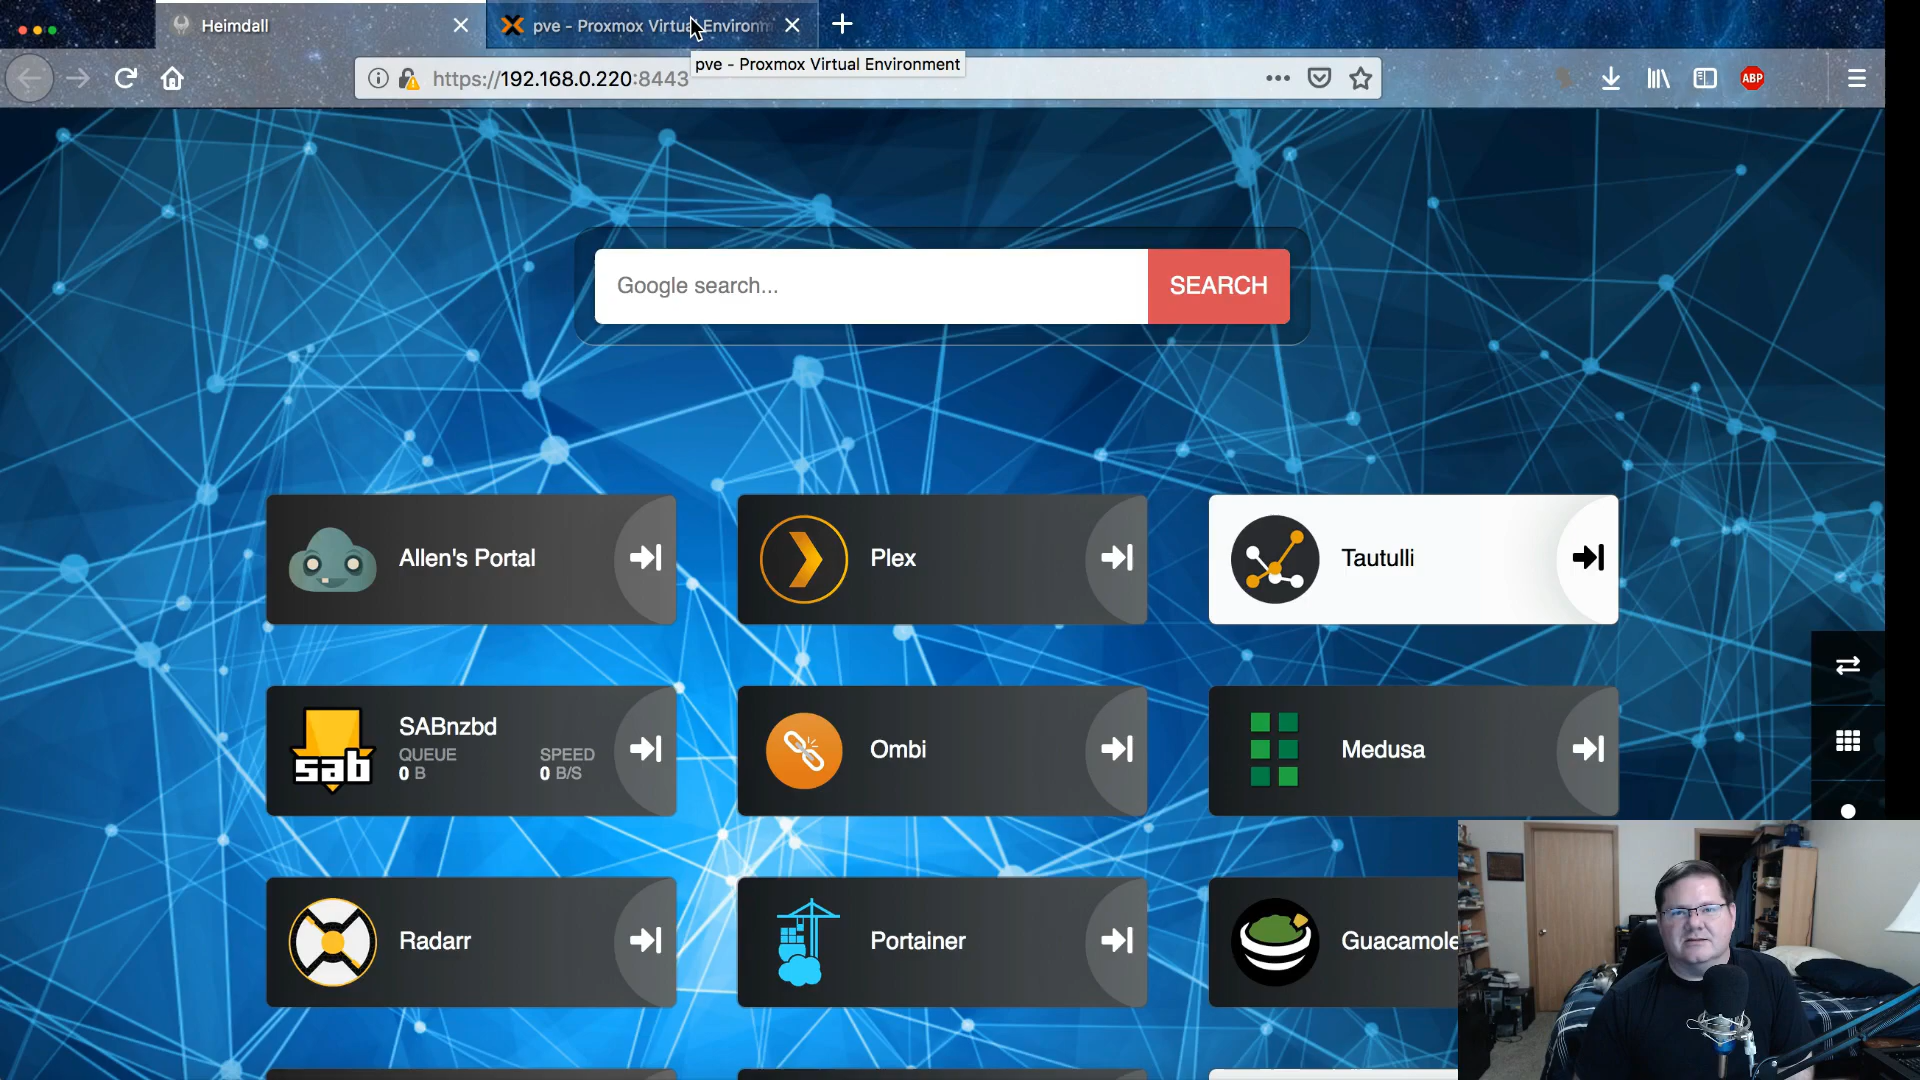 Heimdall
pve - Proxmox Virtual Environm
pve - Proxmox Virtual Environment
https://192.168.0.220:8443
ABP
Google search...
SEARCH
Allen's Portal
Plex
Tautulli
sab
SABnzbd
QUEUE
0 B
SPEED
0 B/S
Ombi
Medusa
Radarr
Portainer
Guacamole